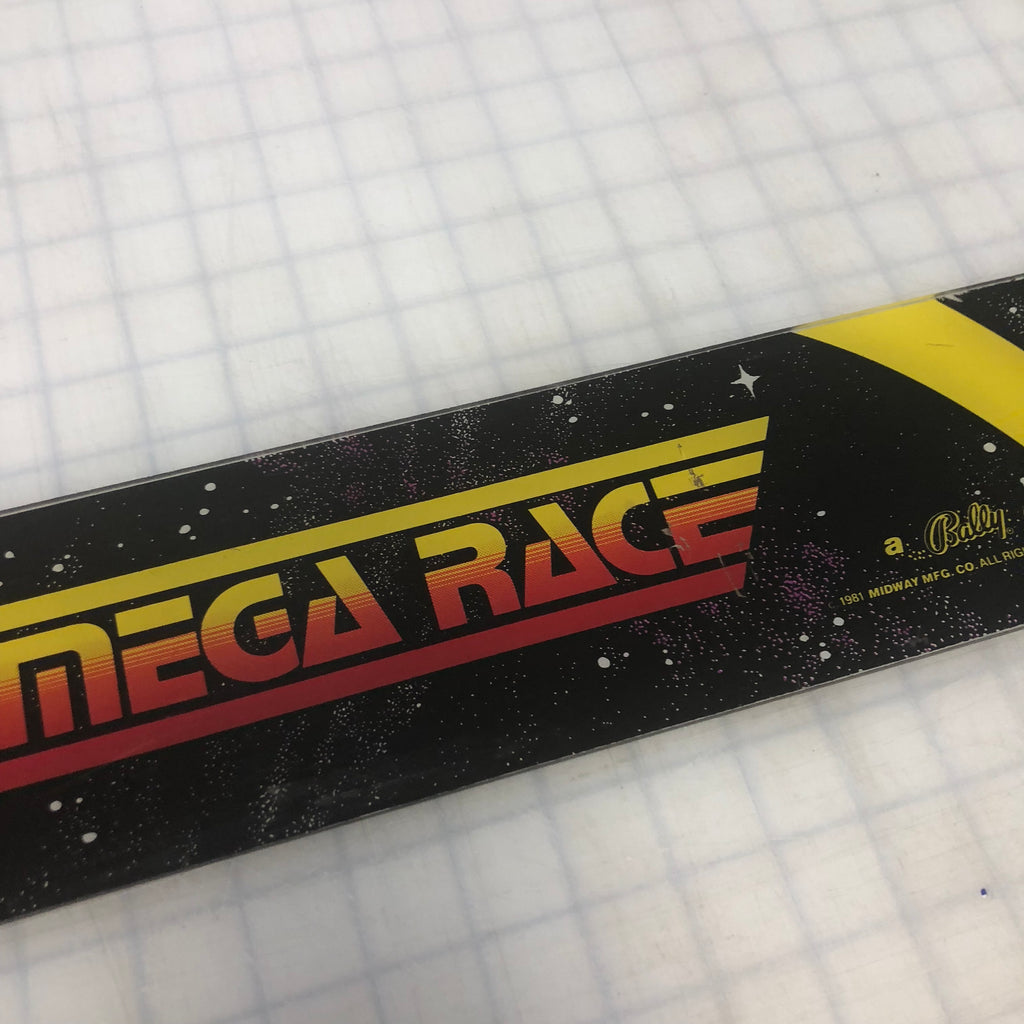 MEGA RACE
a Bally
1981 MIDWAY MFG. CO. ALL RIG